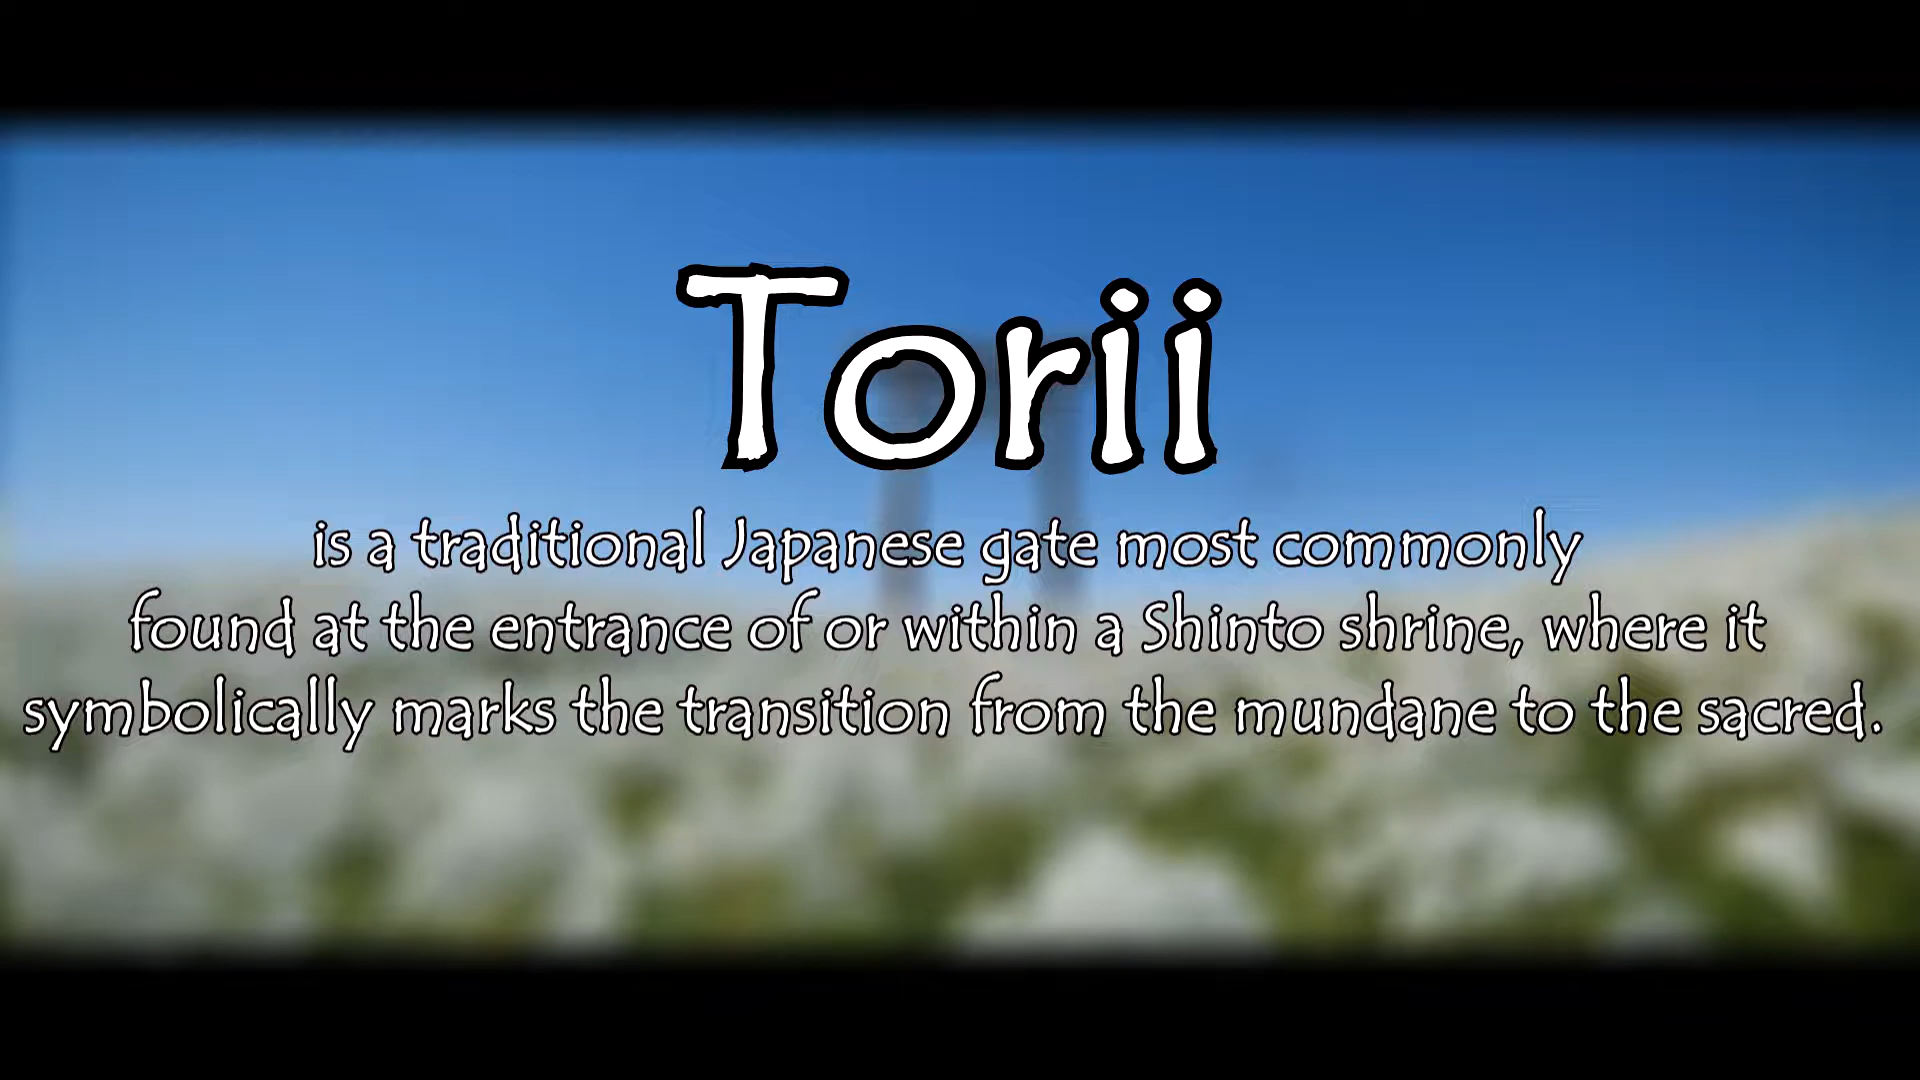 Torii
is a traditional Japanese gate most commonly
found at the entrance of or within a Shinto shrine, where it
symbolically marks the transition from the mundane to the sacred.